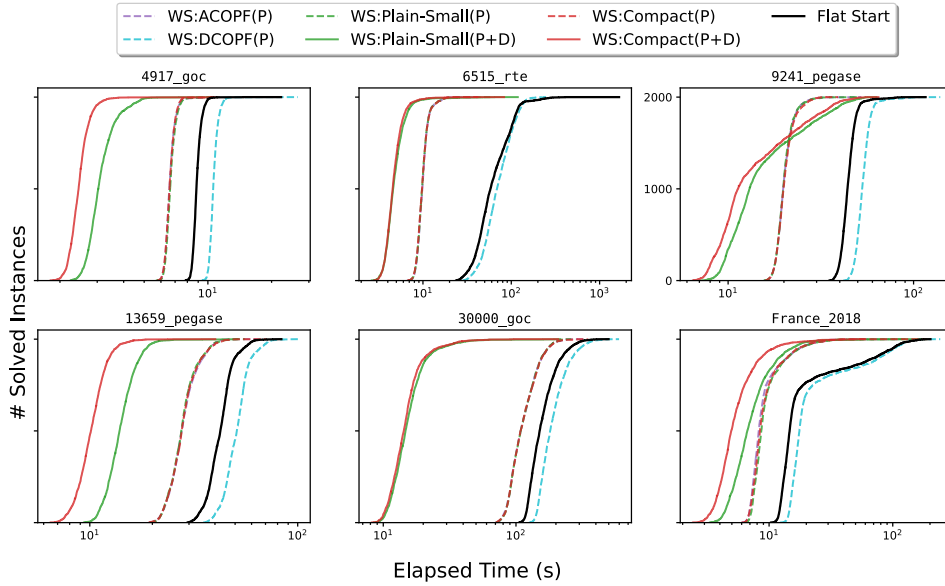 WS:ACOPF(P) WS:Plain-Small(P) WS:Compact(P) Flat Start
WS:DCOPF(P) WS:Plain-Small(P+D) WS:Compact(P+D)
4917_goc 6515_rte 9241_pegase
2000
1000
0
10¹ 10¹ 10² 10³ 10¹ 10²
13659_pegase 30000_goc France_2018
10¹ 10² 10¹ 10² 10¹ 10²
# Solved Instances
Elapsed Time (s)